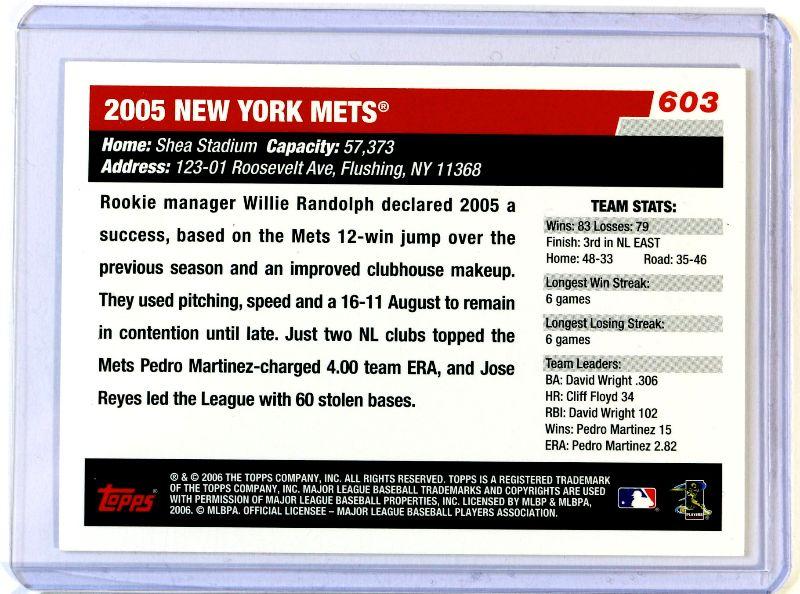 2005 NEW YORK METS®
603
Home: Shea Stadium Capacity: 57,373
Address: 123-01 Roosevelt Ave, Flushing, NY 11368
Rookie manager Willie Randolph declared 2005 a
success, based on the Mets 12-win jump over the
previous season and an improved clubhouse makeup.
They used pitching, speed and a 16-11 August to remain
in contention until late. Just two NL clubs topped the
Mets Pedro Martinez-charged 4.00 team ERA, and Jose
Reyes led the League with 60 stolen bases.
TEAM STATS:
Wins: 83 Losses: 79
Finish: 3rd in NL EAST
Home: 48-33 Road: 35-46
Longest Win Streak:
6 games
Longest Losing Streak:
6 games
Team Leaders:
BA: David Wright .306
HR: Cliff Floyd 34
RBI: David Wright 102
Wins: Pedro Martinez 15
ERA: Pedro Martinez 2.82
Topps®
® & © 2006 THE TOPPS COMPANY, INC. ALL RIGHTS RESERVED. TOPPS IS A REGISTERED TRADEMARK
OF THE TOPPS COMPANY, INC. MAJOR LEAGUE BASEBALL TRADEMARKS AND COPYRIGHTS ARE USED
WITH PERMISSION OF MAJOR LEAGUE BASEBALL PROPERTIES, INC. LICENSED BY MLBP & MLBPA,
2006. © MLBPA. OFFICIAL LICENSEE – MAJOR LEAGUE BASEBALL PLAYERS ASSOCIATION.
PLAYERS